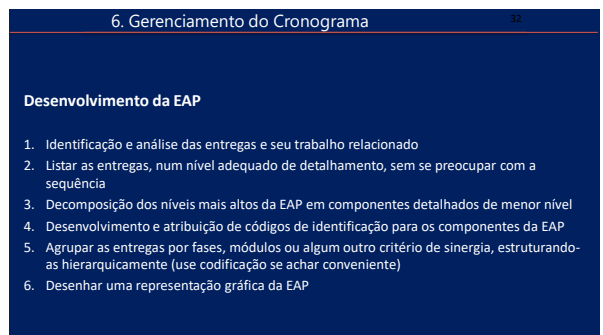 6. Gerenciamento do Cronograma
32
Desenvolvimento da EAP
1. Identificação e análise das entregas e seu trabalho relacionado
2. Listar as entregas, num nível adequado de detalhamento, sem se preocupar com a
sequência
3. Decomposição dos níveis mais altos da EAP em componentes detalhados de menor nível
4. Desenvolvimento e atribuição de códigos de identificação para os componentes da EAP
5. Agrupar as entregas por fases, módulos ou algum outro critério de sinergia, estruturando-
as hierarquicamente (use codificação se achar conveniente)
6. Desenhar uma representação gráfica da EAP